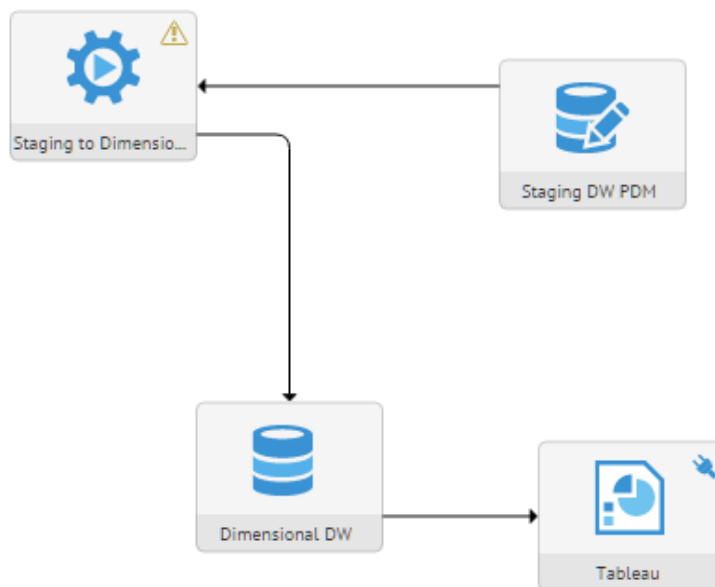 Staging to Dimensio...
Staging DW PDM
Dimensional DW
Tableau